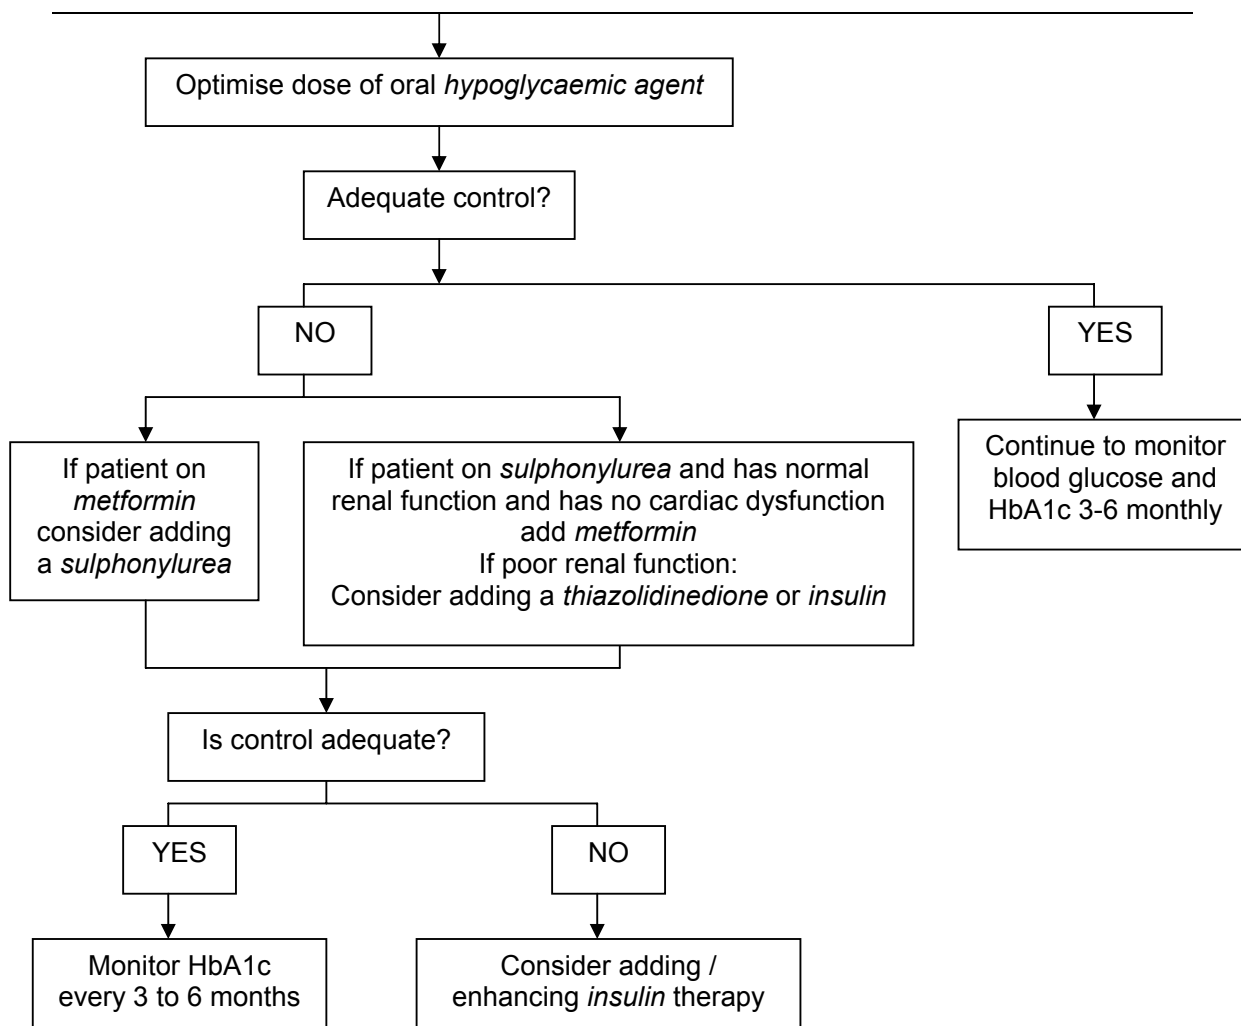 Optimise dose of oral hypoglycaemic agent
Adequate control?
NO
YES
If patient on
metformin
consider adding
a sulphonylurea
If patient on sulphonylurea and has normal
renal function and has no cardiac dysfunction
add metformin
If poor renal function:
Consider adding a thiazolidinedione or insulin
Continue to monitor
blood glucose and
HbA1c 3-6 monthly
Is control adequate?
YES
NO
Monitor HbA1c
every 3 to 6 months
Consider adding /
enhancing insulin therapy